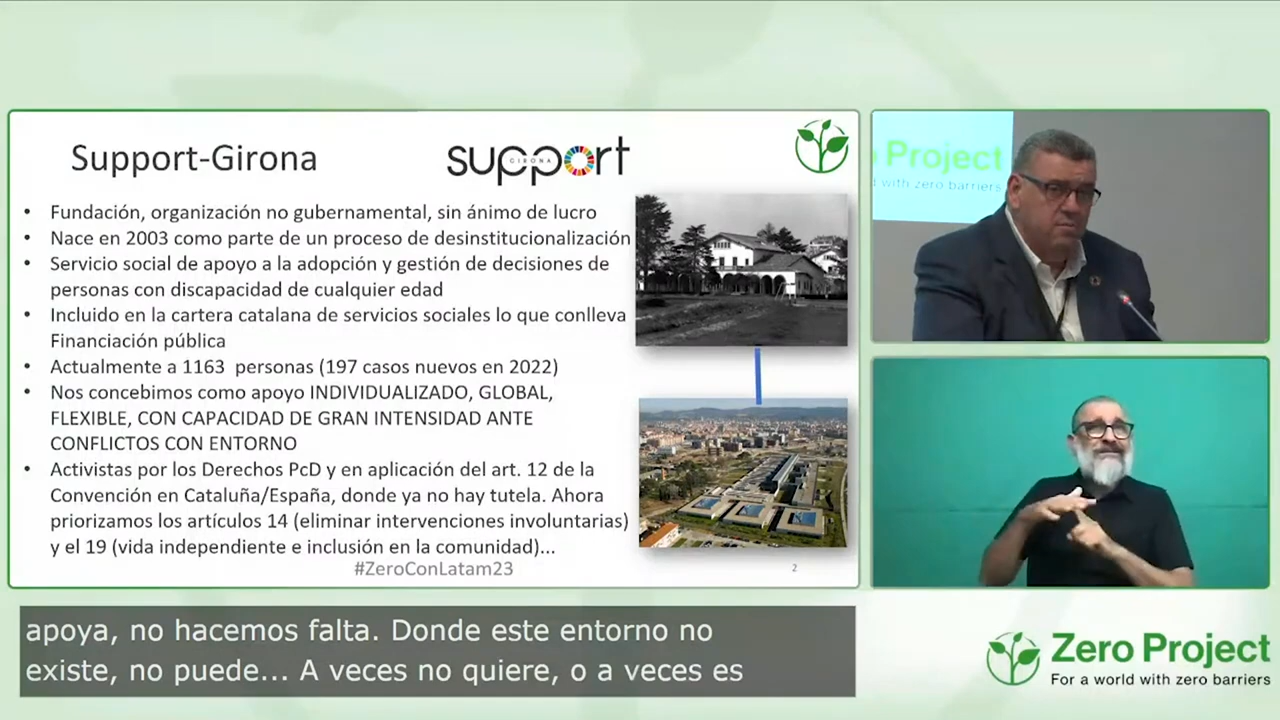 Support-Girona
support
GIRONA
• Fundación, organización no gubernamental, sin ánimo de lucro
• Nace en 2003 como parte de un proceso de desinstitucionalización
• Servicio social de apoyo a la adopción y gestión de decisiones de
personas con discapacidad de cualquier edad
• Incluido en la cartera catalana de servicios sociales lo que conlleva
Financiación pública
• Actualmente a 1163 personas (197 casos nuevos en 2022)
• Nos concebimos como apoyo INDIVIDUALIZADO, GLOBAL,
FLEXIBLE, CON CAPACIDAD DE GRAN INTENSIDAD ANTE
CONFLICTOS CON ENTORNO
• Activistas por los Derechos PcD y en aplicación del art. 12 de la
Convención en Cataluña/España, donde ya no hay tutela. Ahora
priorizamos los artículos 14 (eliminar intervenciones involuntarias)
y el 19 (vida independiente e inclusión en la comunidad)...
#ZeroConLatam23
2
o Project
d with zero barriers
apoya, no hacemos falta. Donde este entorno no
existe, no puede... A veces no quiere, o a veces es
Zero Project
For a world with zero barriers